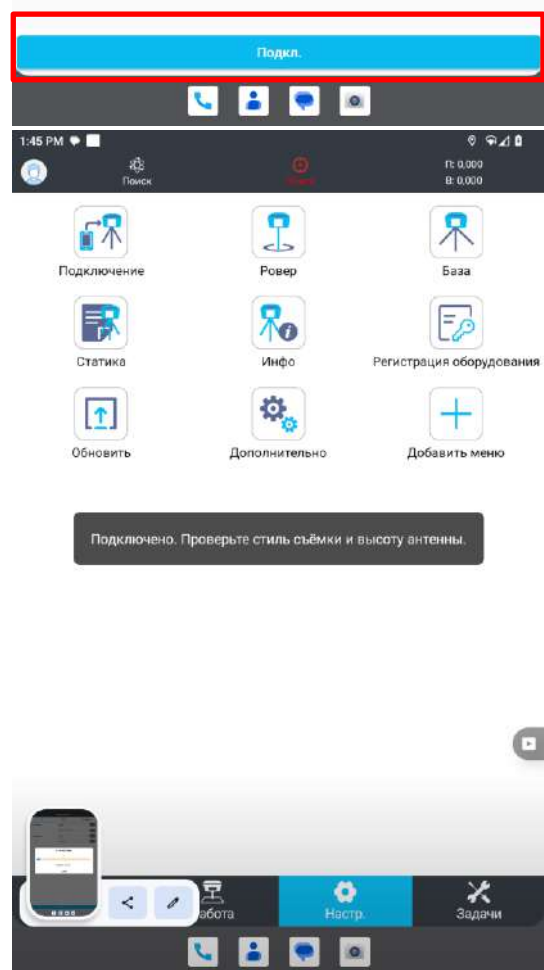 Подкл.
1:45 PM
Поиск
П: 0,000
В: 0,000
Подключение
Ровер
База
Статика
Инфо
Регистрация оборудования
Обновить
Дополнительно
Добавить меню
Подключено. Проверьте стиль съёмки и высоту антенны.
абота
Настр.
Задачи